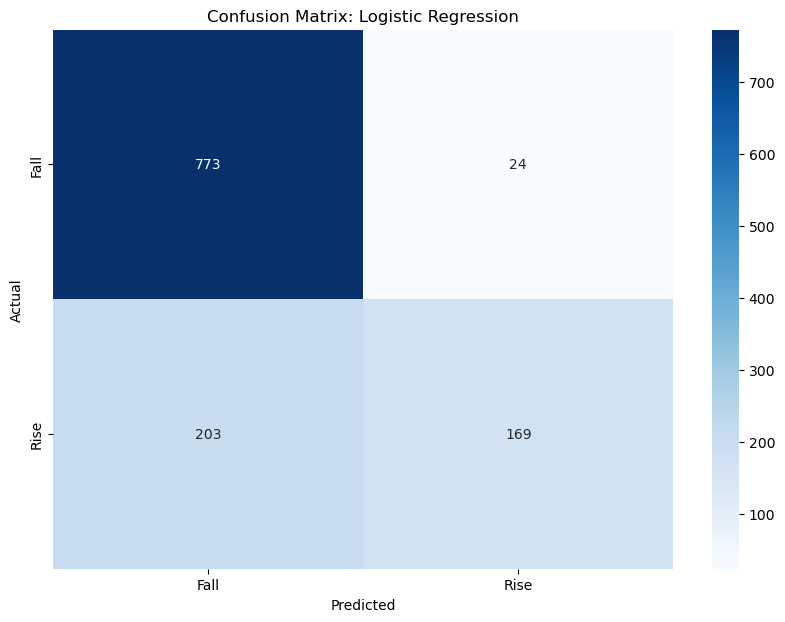 Confusion Matrix: Logistic Regression
773
24
203
169
Fall
Rise
Actual
Fall
Rise
Predicted
700
600
500
400
300
200
100